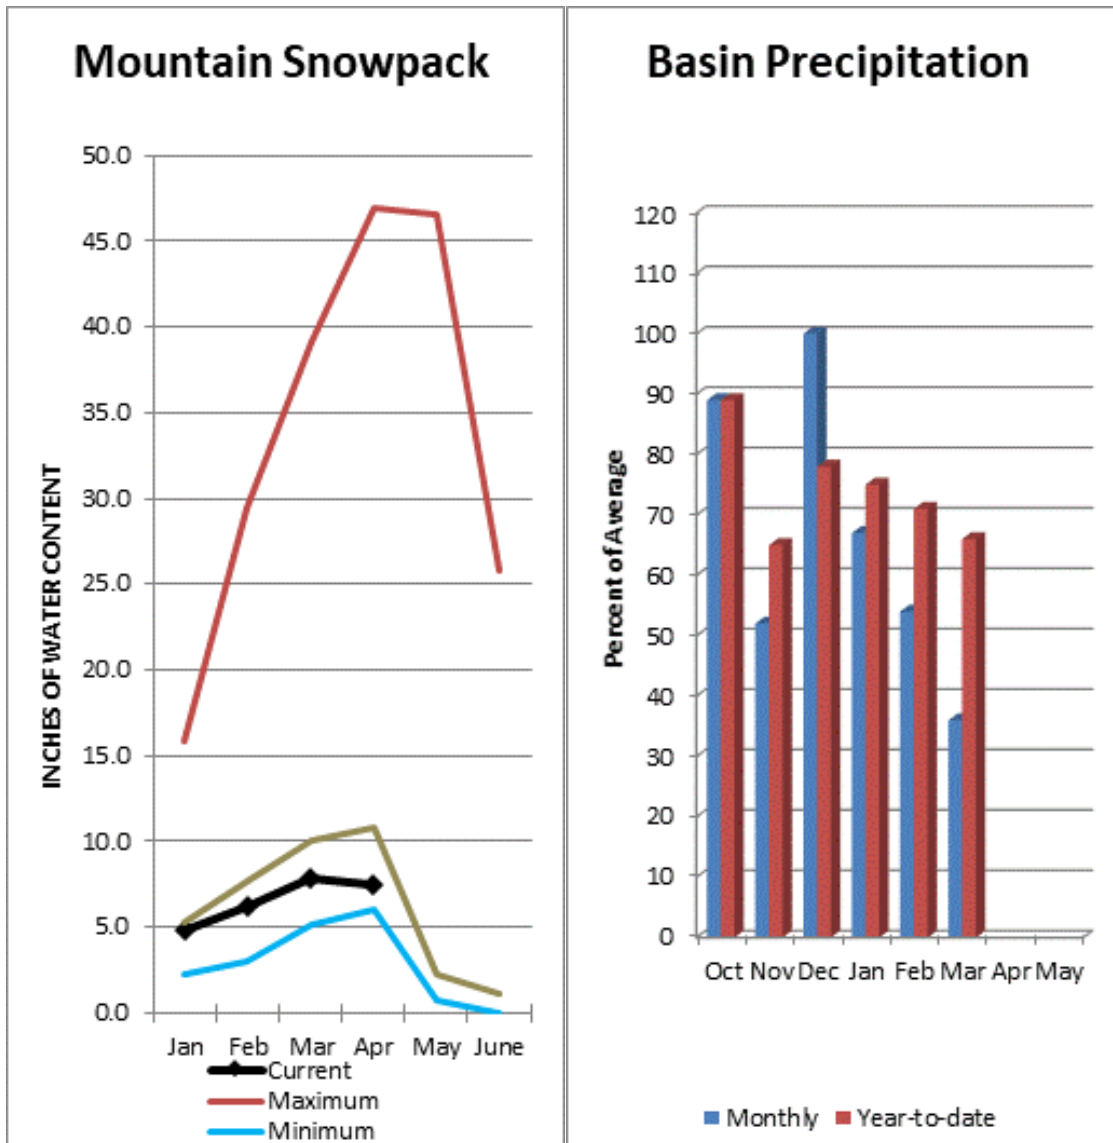 Mountain Snowpack
INCHES OF WATER CONTENT
50.0
45.0
40.0
35.0
30.0
25.0
20.0
15.0
10.0
5.0
0.0
Jan Feb Mar Apr May June
Current
Maximum
Minimum
Basin Precipitation
Percent of Average
120
110
100
90
80
70
60
50
40
30
20
10
0
Oct Nov Dec Jan Feb Mar Apr May
Monthly Year-to-date